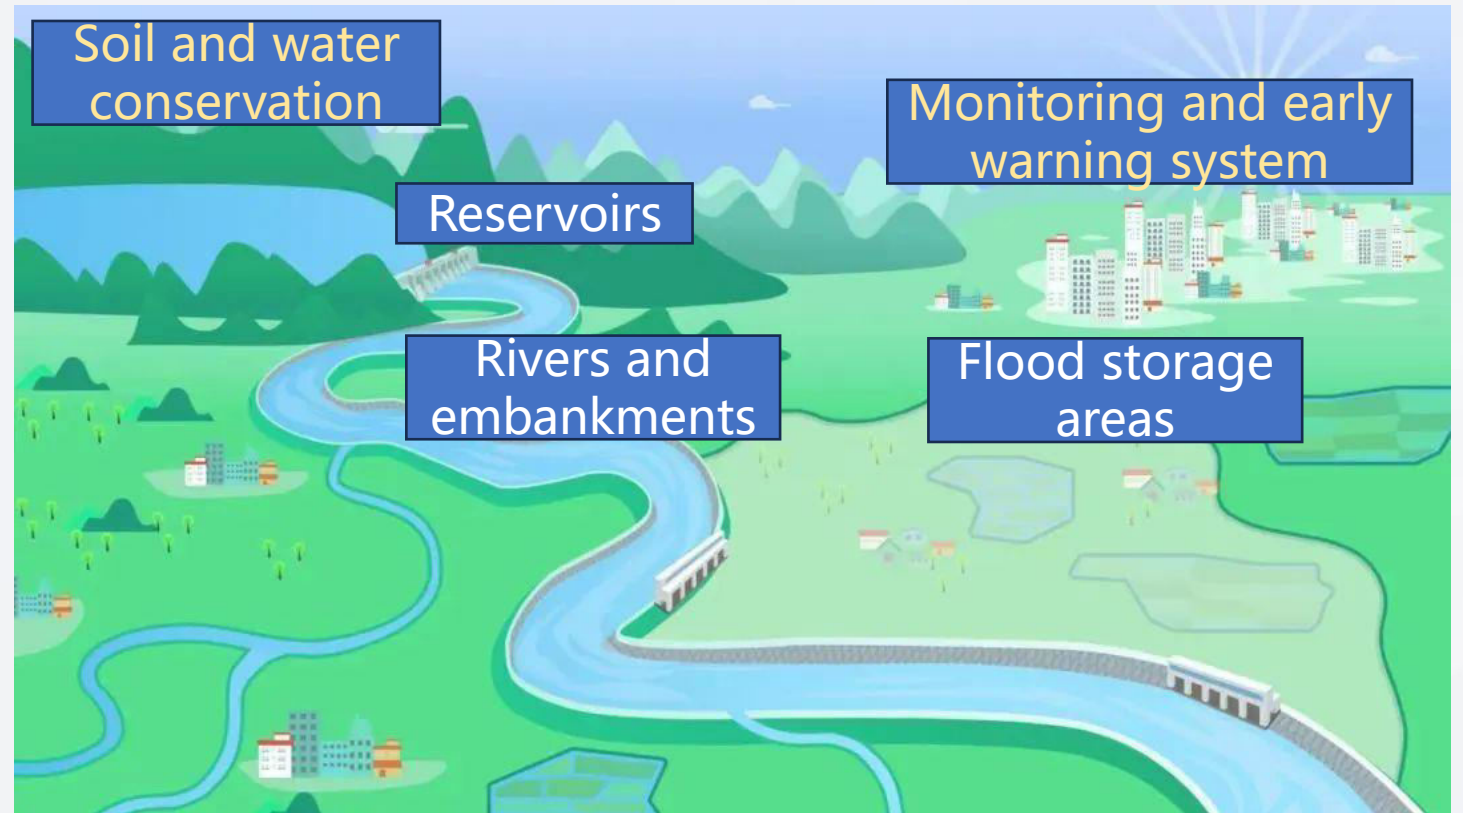 Soil and water
conservation
Monitoring and early
warning system
Reservoirs
Rivers and
embankments
Flood storage
areas